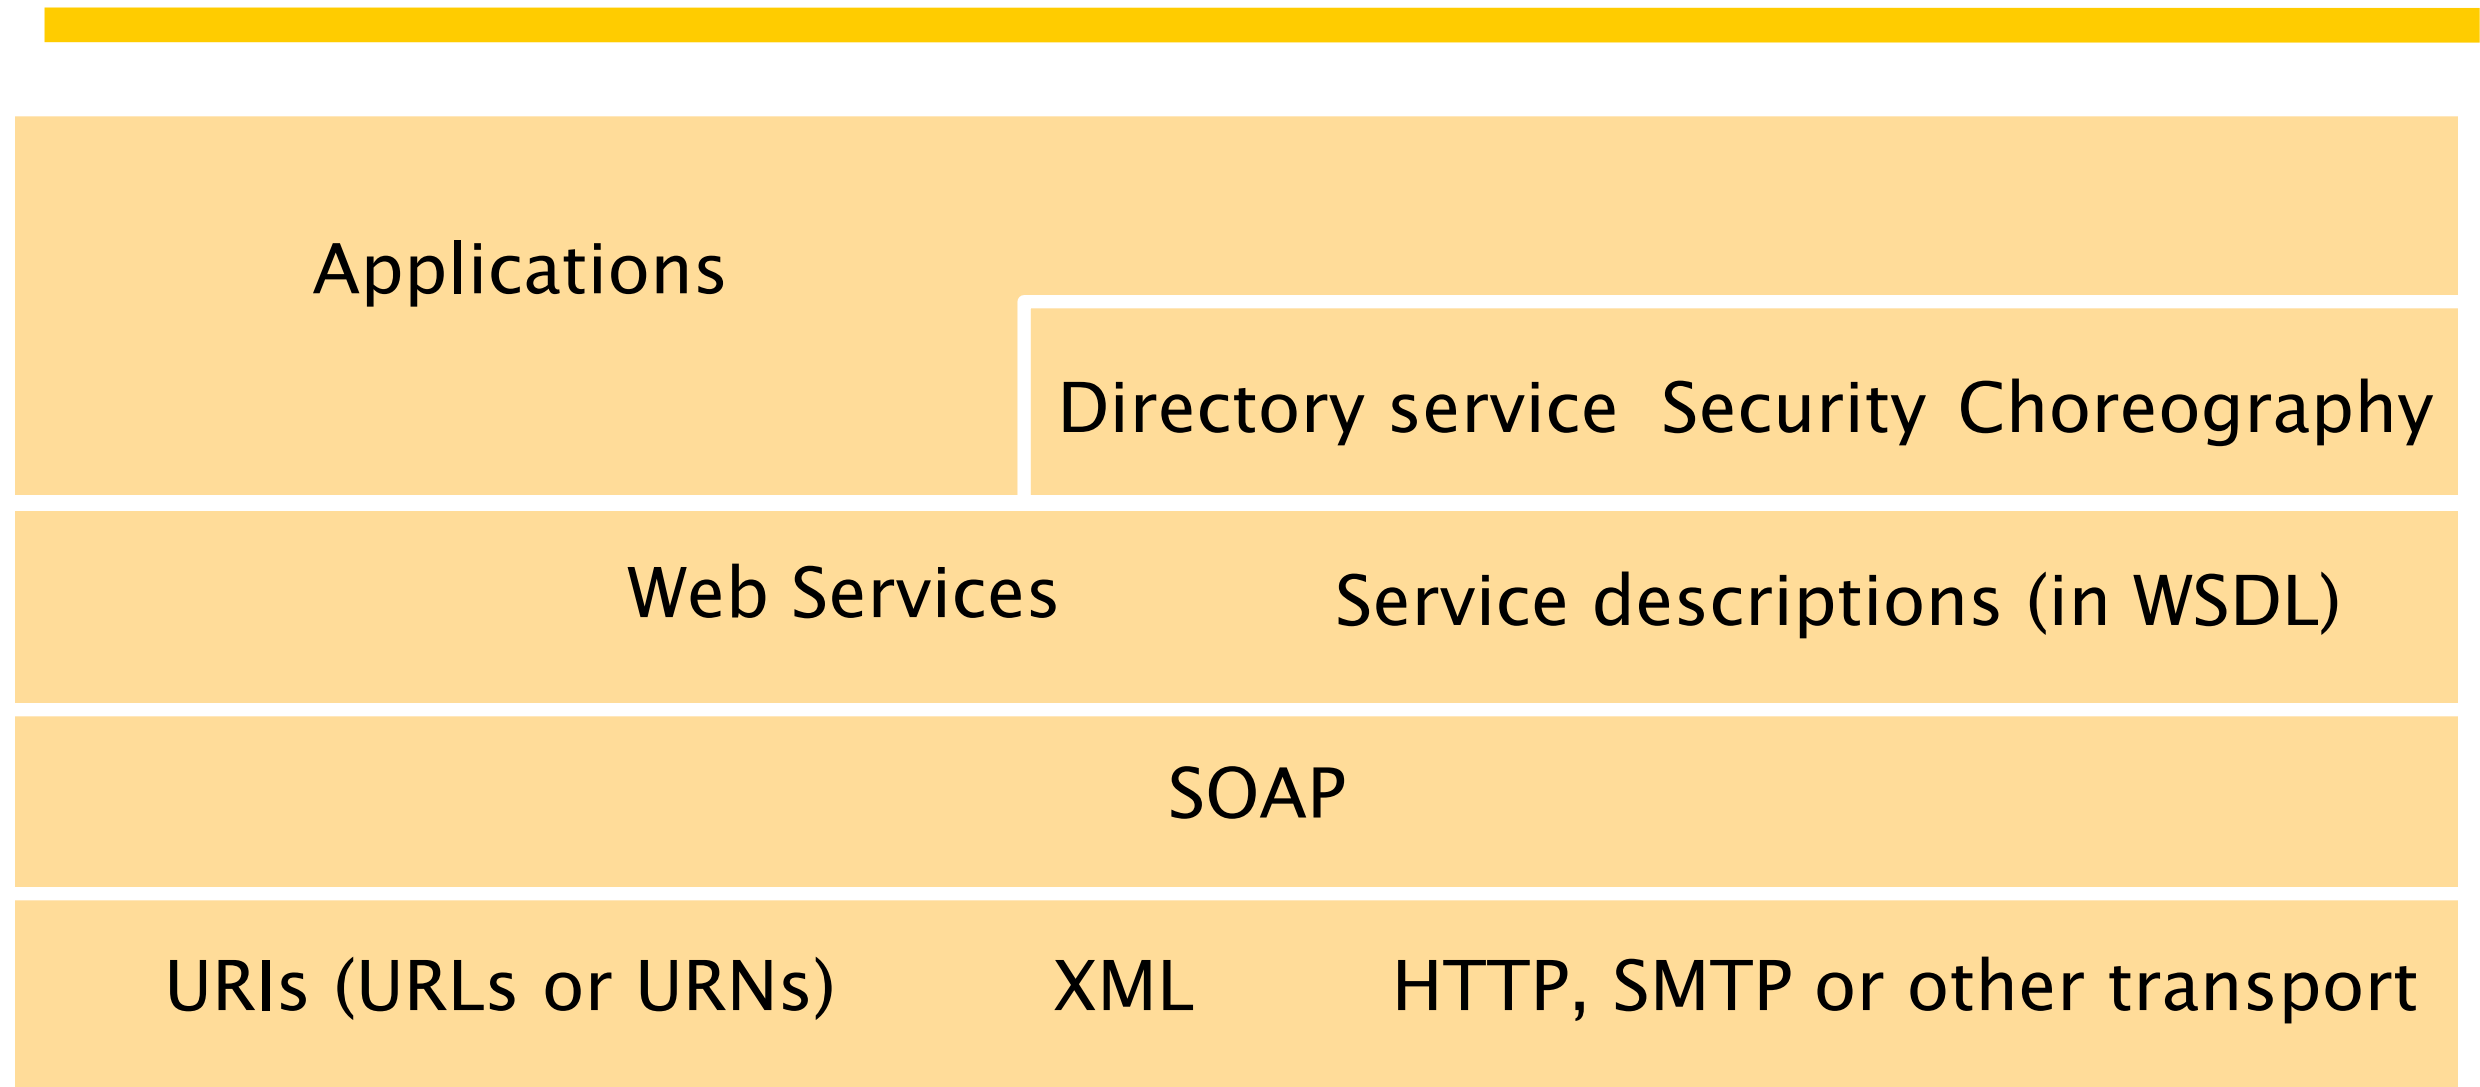 Applications
Directory service Security Choreography
Web Services Service descriptions (in WSDL)
SOAP
URIs (URLs or URNs) XML HTTP, SMTP or other transport